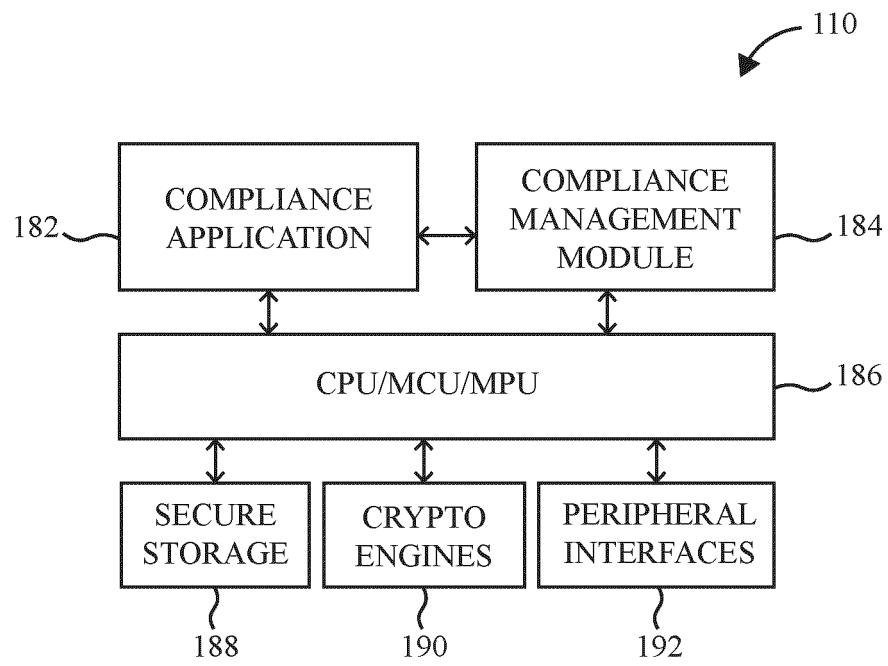 110
COMPLIANCE
APPLICATION
COMPLIANCE
MANAGEMENT
MODULE
182
184
CPU/MCU/MPU
186
SECURE
STORAGE
CRYPTO
ENGINES
PERIPHERAL
INTERFACES
188
190
192